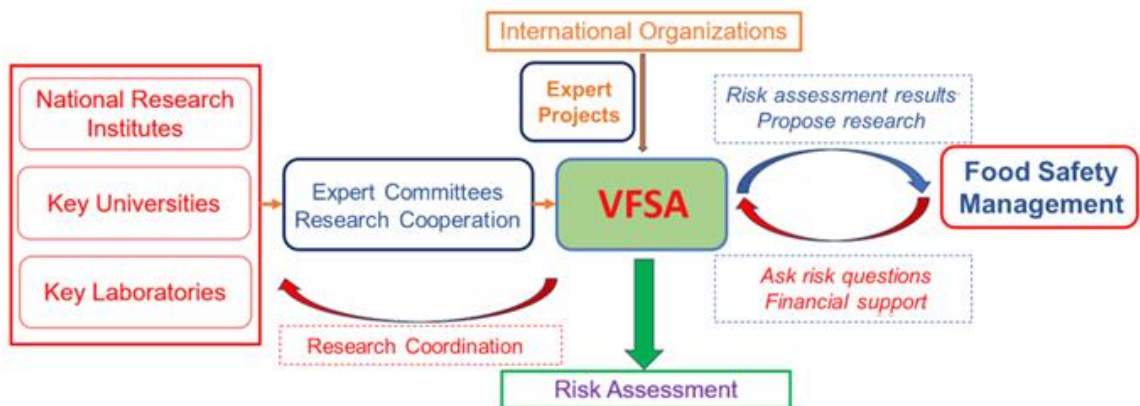 International Organizations
National Research
Institutes
Key Universities
Key Laboratories
Expert
Projects
Expert Committees
Research Cooperation
VFSA
Risk assessment results
Propose research
Food Safety
Management
Ask risk questions
Financial support
Research Coordination
Risk Assessment